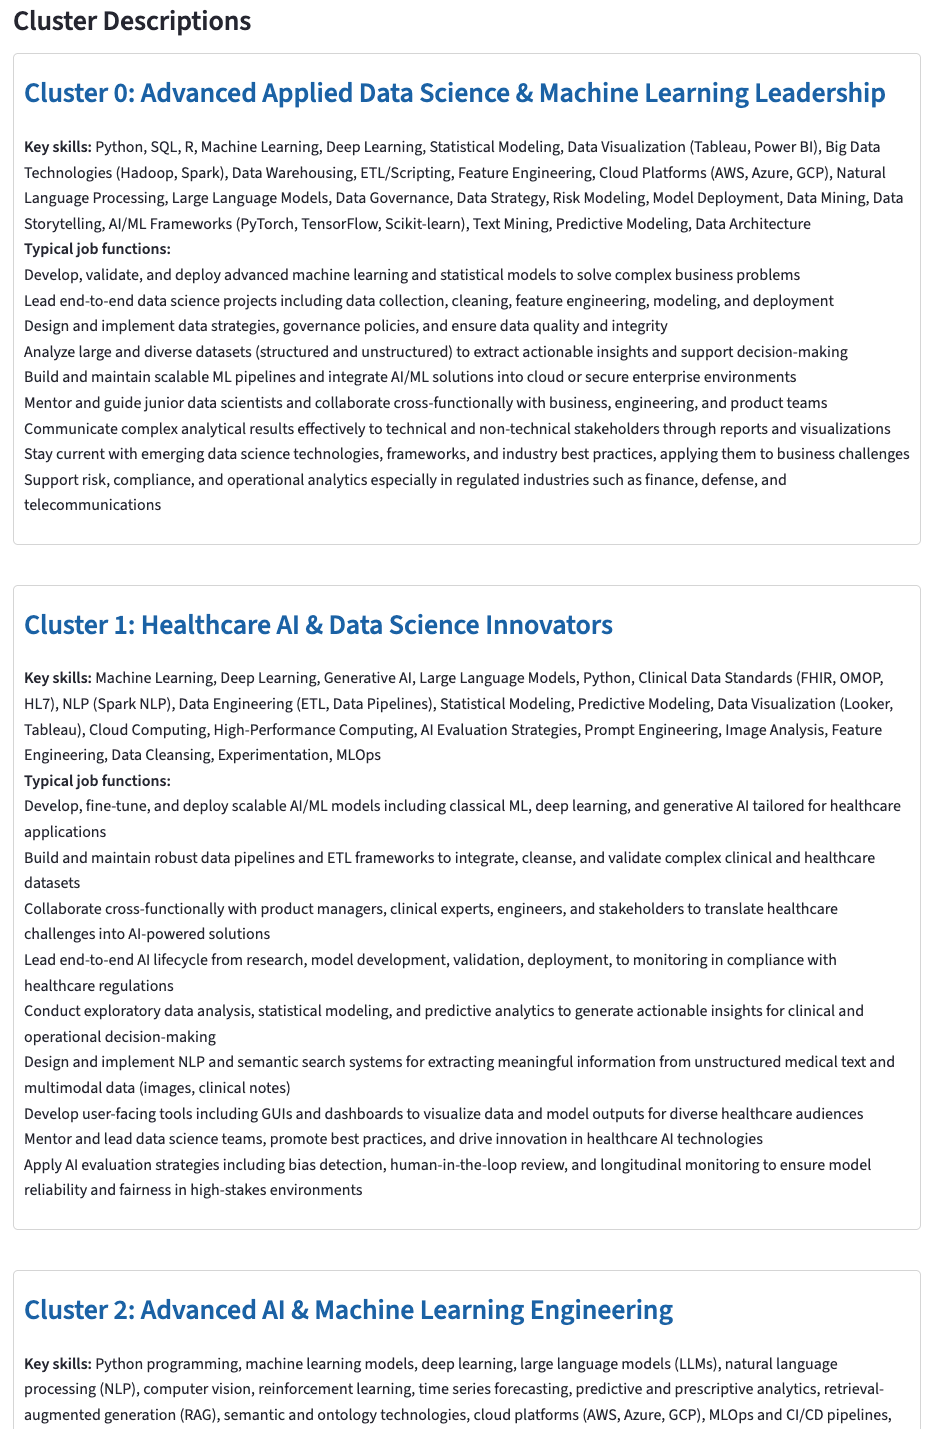 Cluster Descriptions
Cluster 0: Advanced Applied Data Science & Machine Learning Leadership
Key skills: Python, SQL, R, Machine Learning, Deep Learning, Statistical Modeling, Data Visualization (Tableau, Power BI), Big Data
Technologies (Hadoop, Spark), Data Warehousing, ETL/Scripting, Feature Engineering, Cloud Platforms (AWS, Azure, GCP), Natural
Language Processing, Large Language Models, Data Governance, Data Strategy, Risk Modeling, Model Deployment, Data Mining, Data
Storytelling, AI/ML Frameworks (PyTorch, TensorFlow, Scikit-learn), Text Mining, Predictive Modeling, Data Architecture
Typical job functions:
Develop, validate, and deploy advanced machine learning and statistical models to solve complex business problems
Lead end-to-end data science projects including data collection, cleaning, feature engineering, modeling, and deployment
Design and implement data strategies, governance policies, and ensure data quality and integrity
Analyze large and diverse datasets (structured and unstructured) to extract actionable insights and support decision-making
Build and maintain scalable ML pipelines and integrate AI/ML solutions into cloud or secure enterprise environments
Mentor and guide junior data scientists and collaborate cross-functionally with business, engineering, and product teams
Communicate complex analytical results effectively to technical and non-technical stakeholders through reports and visualizations
Stay current with emerging data science technologies, frameworks, and industry best practices, applying them to business challenges
Support risk, compliance, and operational analytics especially in regulated industries such as finance, defense, and
telecommunications
Cluster 1: Healthcare AI & Data Science Innovators
Key skills: Machine Learning, Deep Learning, Generative AI, Large Language Models, Python, Clinical Data Standards (FHIR, OMOP,
HL7), NLP (Spark NLP), Data Engineering (ETL, Data Pipelines), Statistical Modeling, Predictive Modeling, Data Visualization (Looker,
Tableau), Cloud Computing, High-Performance Computing, AI Evaluation Strategies, Prompt Engineering, Image Analysis, Feature
Engineering, Data Cleansing, Experimentation, MLOps
Typical job functions:
Develop, fine-tune, and deploy scalable AI/ML models including classical ML, deep learning, and generative AI tailored for healthcare
applications
Build and maintain robust data pipelines and ETL frameworks to integrate, cleanse, and validate complex clinical and healthcare
datasets
Collaborate cross-functionally with product managers, clinical experts, engineers, and stakeholders to translate healthcare
challenges into AI-powered solutions
Lead end-to-end AI lifecycle from research, model development, validation, deployment, to monitoring in compliance with
healthcare regulations
Conduct exploratory data analysis, statistical modeling, and predictive analytics to generate actionable insights for clinical and
operational decision-making
Design and implement NLP and semantic search systems for extracting meaningful information from unstructured medical text and
multimodal data (images, clinical notes)
Develop user-facing tools including GUIs and dashboards to visualize data and model outputs for diverse healthcare audiences
Mentor and lead data science teams, promote best practices, and drive innovation in healthcare AI technologies
Apply AI evaluation strategies including bias detection, human-in-the-loop review, and longitudinal monitoring to ensure model
reliability and fairness in high-stakes environments
Cluster 2: Advanced AI & Machine Learning Engineering
Key skills: Python programming, machine learning models, deep learning, large language models (LLMs), natural language
processing (NLP), computer vision, reinforcement learning, time series forecasting, predictive and prescriptive analytics, retrieval-
augmented generation (RAG), semantic and ontology technologies, cloud platforms (AWS, Azure, GCP), MLOps and CI/CD pipelines,